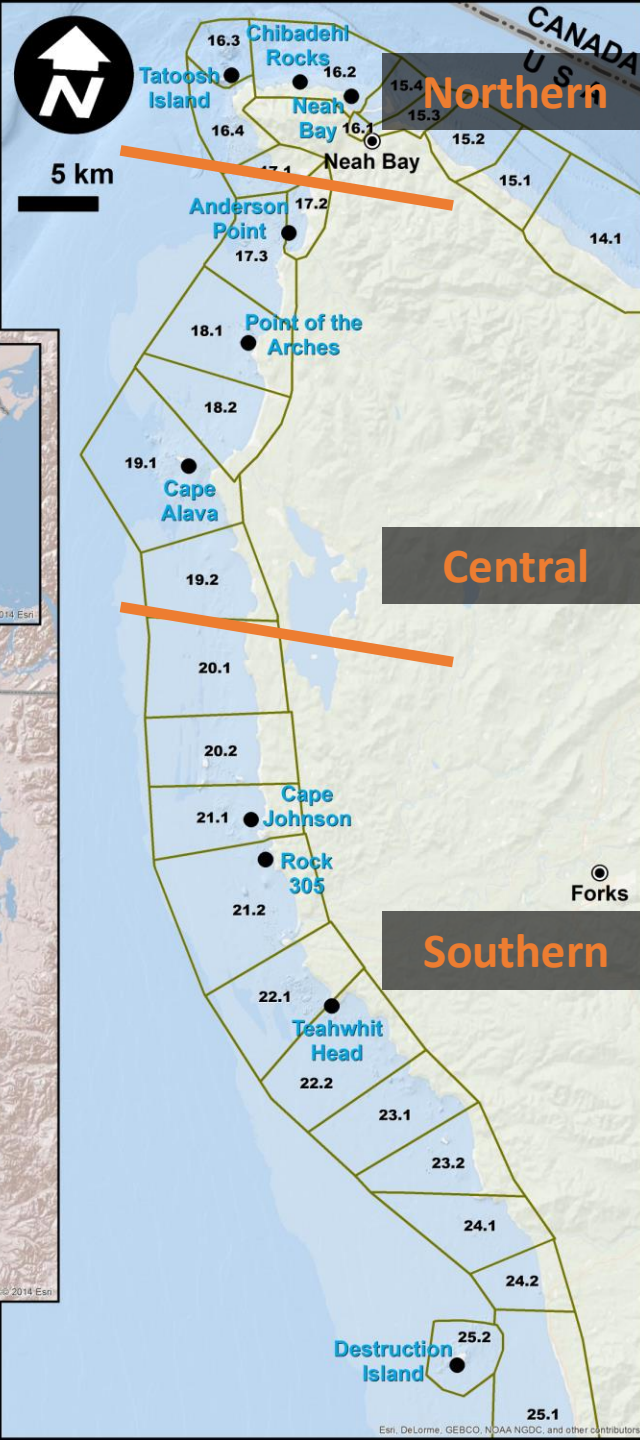 CANADA
U S A
N
5 km
16.3
Chibadehl
Rocks
Tatoosh
Island
16.2
Neah
Bay
16.4
16.1
15.4
15.3
Northern
Neah Bay
15.2
15.1
14.1
17.1
17.2
Anderson
Point
17.3
18.1
Point of the
Arches
18.2
19.1
Cape
Alava
19.2
Central
014 Esri
20.1
20.2
Cape
Johnson
21.1
Rock
305
21.2
Forks
Southern
22.1
Teahwhit
Head
22.2
23.1
23.2
24.1
24.2
© 2014 Esri
25.2
Destruction
Island
25.1
Esri, DeLorme, GEBCO, NOAA NGDC, and other contributors